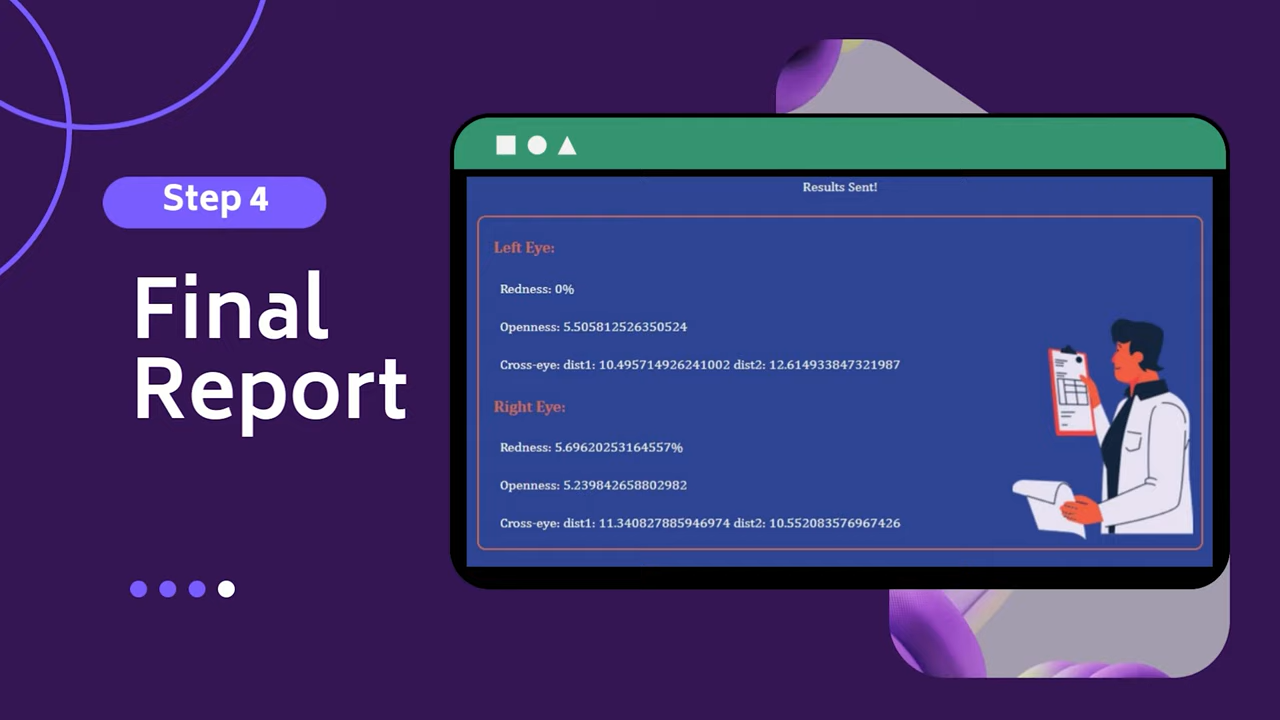 Step 4
Final
Report
Results Sent!
Left Eye:
Redness: 0%
Openness: 5.505812526350524
Cross-eye: dist1: 10.495714926241002 dist2: 12.614933847321987
Right Eye:
Redness: 5.69620253164557%
Openness: 5.239842658802982
Cross-eye: dist1: 11.340827885946974 dist2: 10.552083576967426